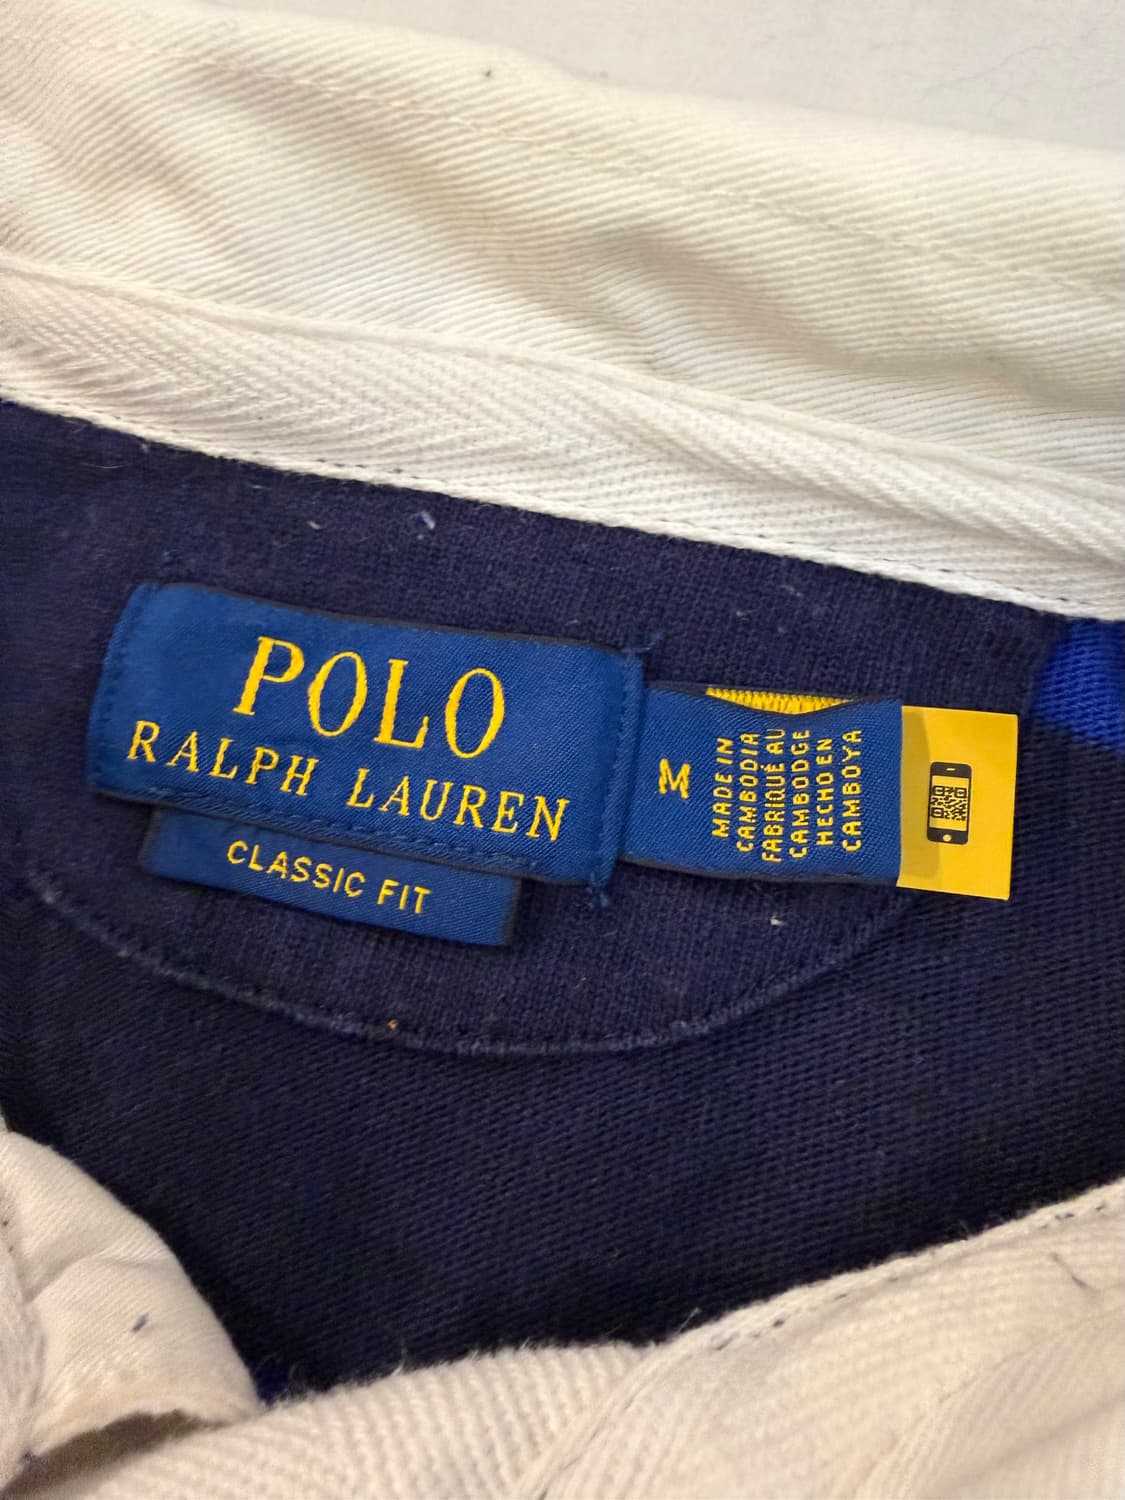 POLO
RALPH LAUREN
CLASSIC FIT
M
MADE IN
CAMBODIA
FABRIQUÉ AU
CAMBODGE
HECHO EN
CAMBOYA